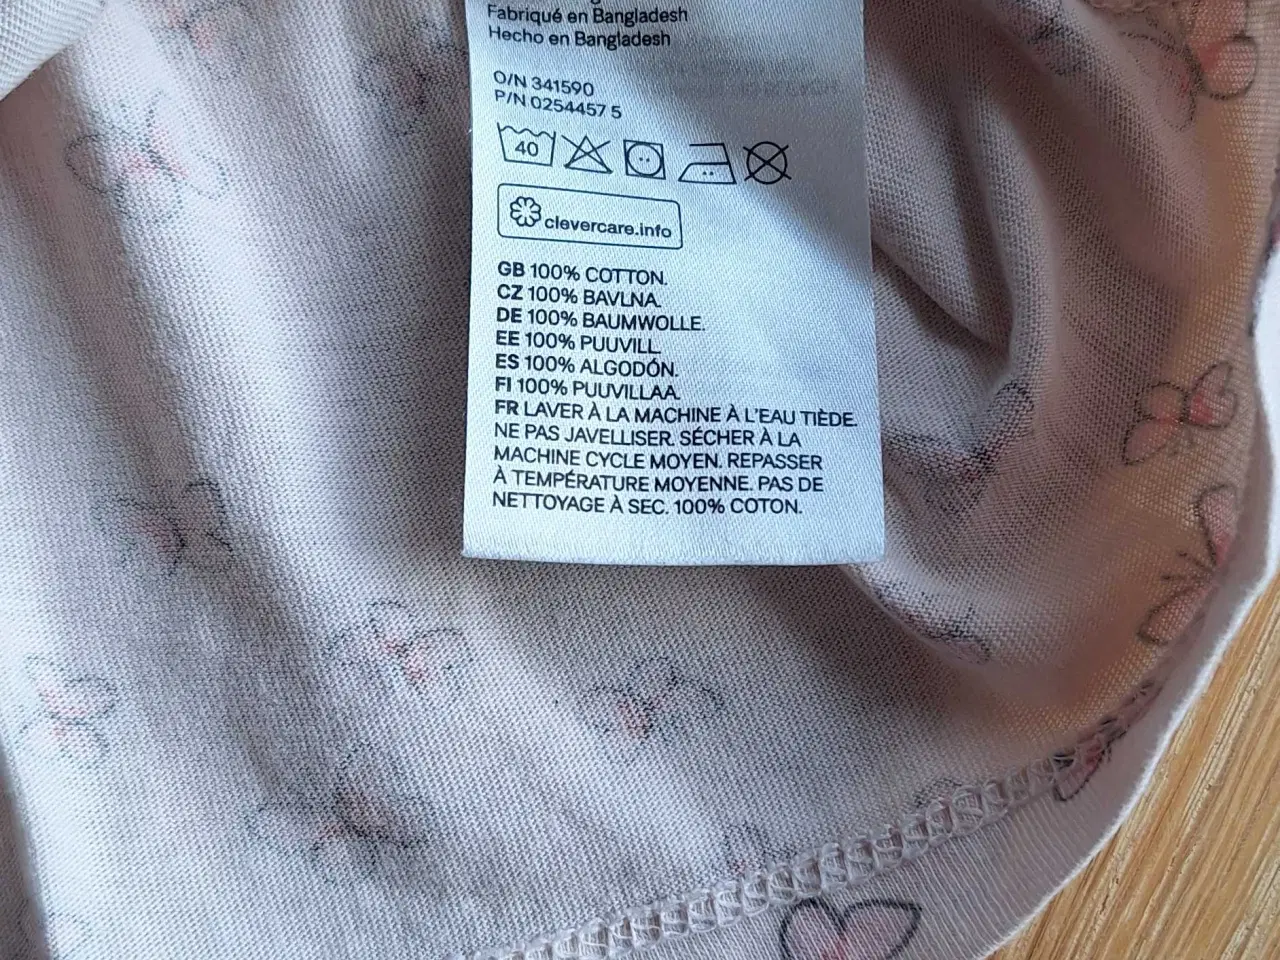 Fabriqué en Bangladesh
Hecho en Bangladesh
O/N 341590
P/N 0254457 5
40
clevercare.info
GB 100% COTTON.
CZ 100% BAVLNA.
DE 100% BAUMWOLLE.
EE 100% PUUVILL.
ES 100% ALGODÓN.
FI 100% PUUVILLAA.
FR LAVER À LA MACHINE À L'EAU TIÈDE.
NE PAS JAVELLISER. SÉCHER À LA
MACHINE CYCLE MOYEN. REPASSER
À TEMPÉRATURE MOYENNE. PAS DE
NETTOYAGE À SEC. 100% COTON.